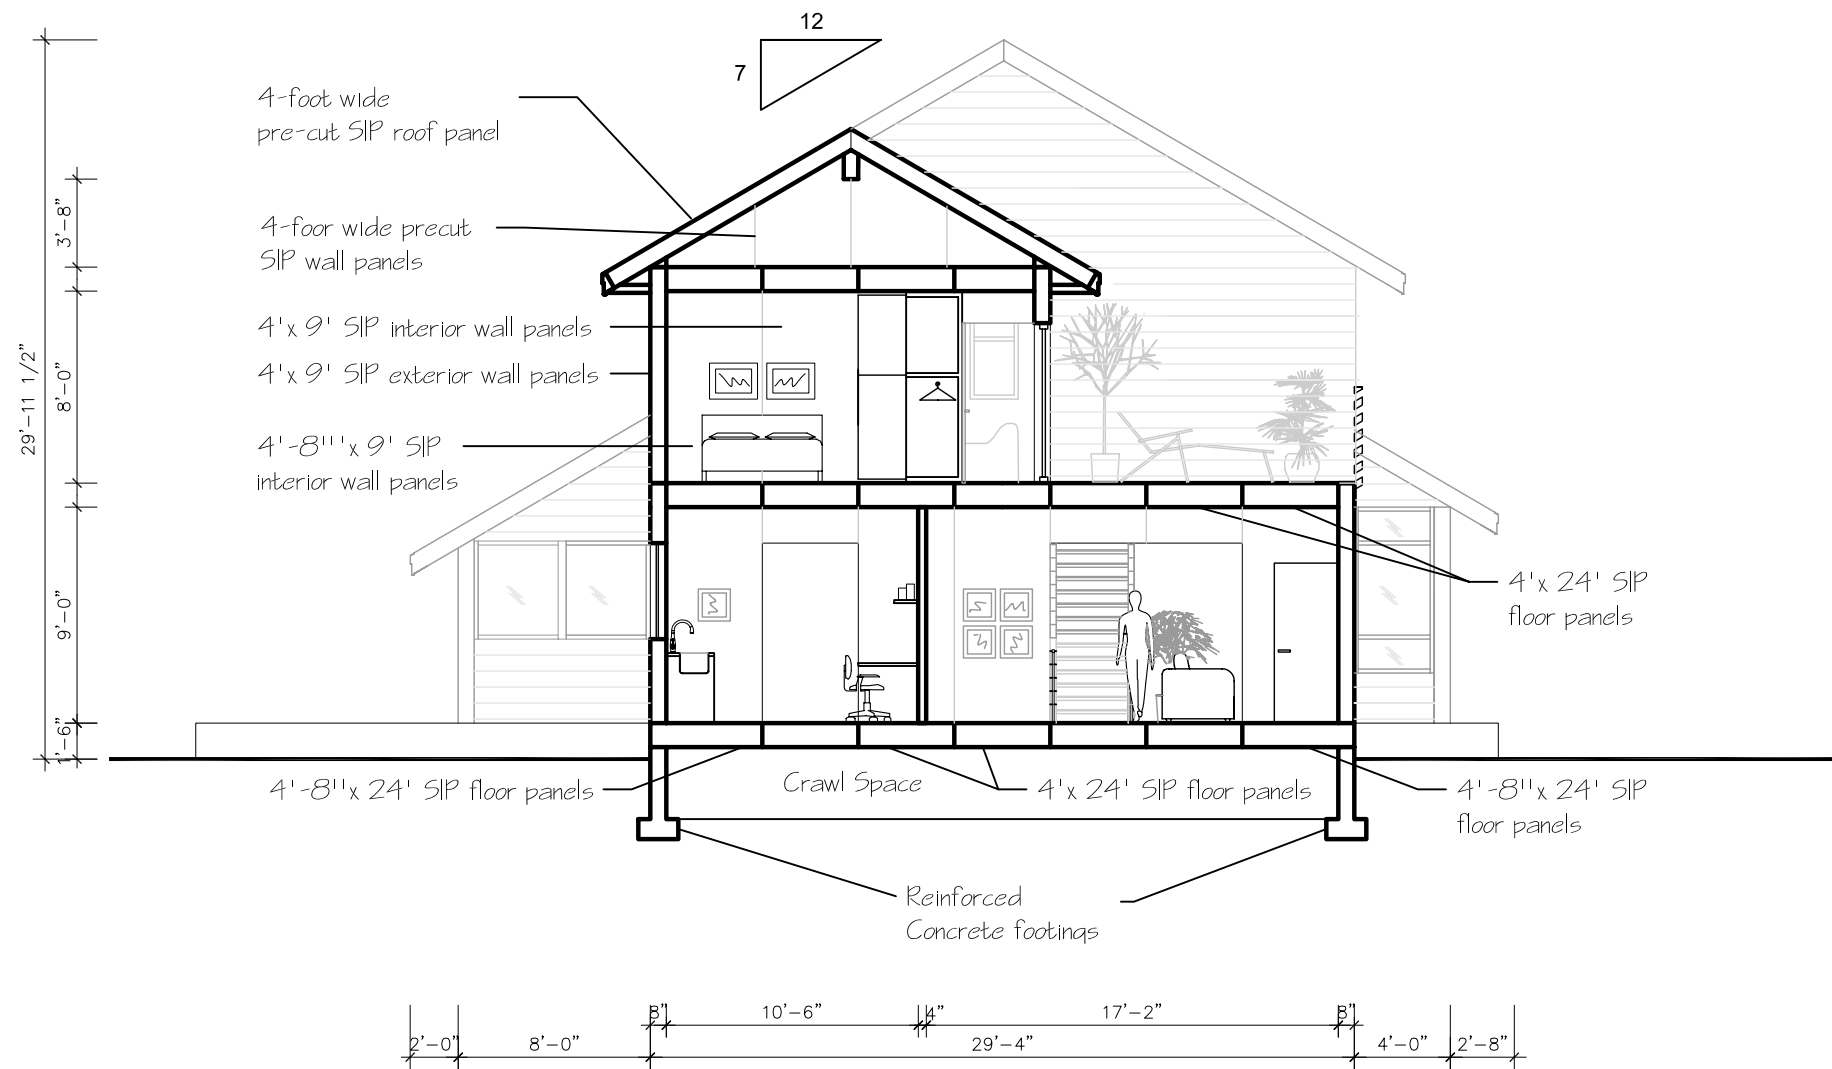 12
7
4-foot wide
pre-cut SIP roof panel
4-foor wide precut
SIP wall panels
4'x 9' SIP interior wall panels
4'x 9' SIP exterior wall panels
4'-8'''x 9' SIP
interior wall panels
29'-11 1/2"
3'-8"
8'-0"
9'-0"
1'-6"
4'x 24' SIP
floor panels
4'-8''x 24' SIP floor panels
Crawl Space
4'x 24' SIP floor panels
4'-8''x 24' SIP
floor panels
Reinforced
Concrete footings
8" 10'-6" 4" 17'-2" 8"
2'-0" 8'-0" 29'-4" 4'-0" 2'-8"